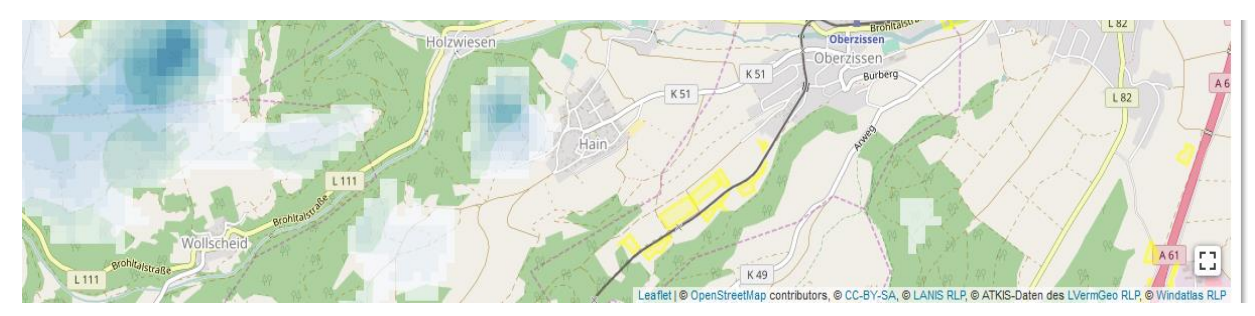 Holzwiesen
Brohltalstr
Oberzissen
Oberzissen
L 82
K 51
K 51
Burberg
L 82
A 6
Hain
Arweg
L 111
Brohltalstraße
Wollscheid
Brohltalstraße
L 111
K 49
A 61
Leaflet | © OpenStreetMap contributors, © CC-BY-SA, © LANIS RLP, © ATKIS-Daten des LVermGeo RLP, © Windatlas RLP